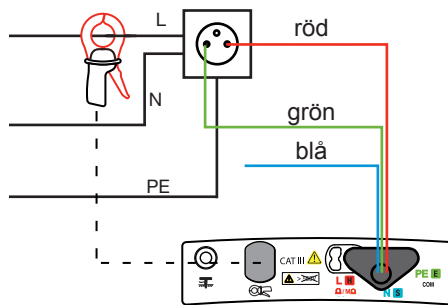 L
röd
N
grön
blå
PE
CAT III
PE E
COM
L H
Ω/MΩ
N S